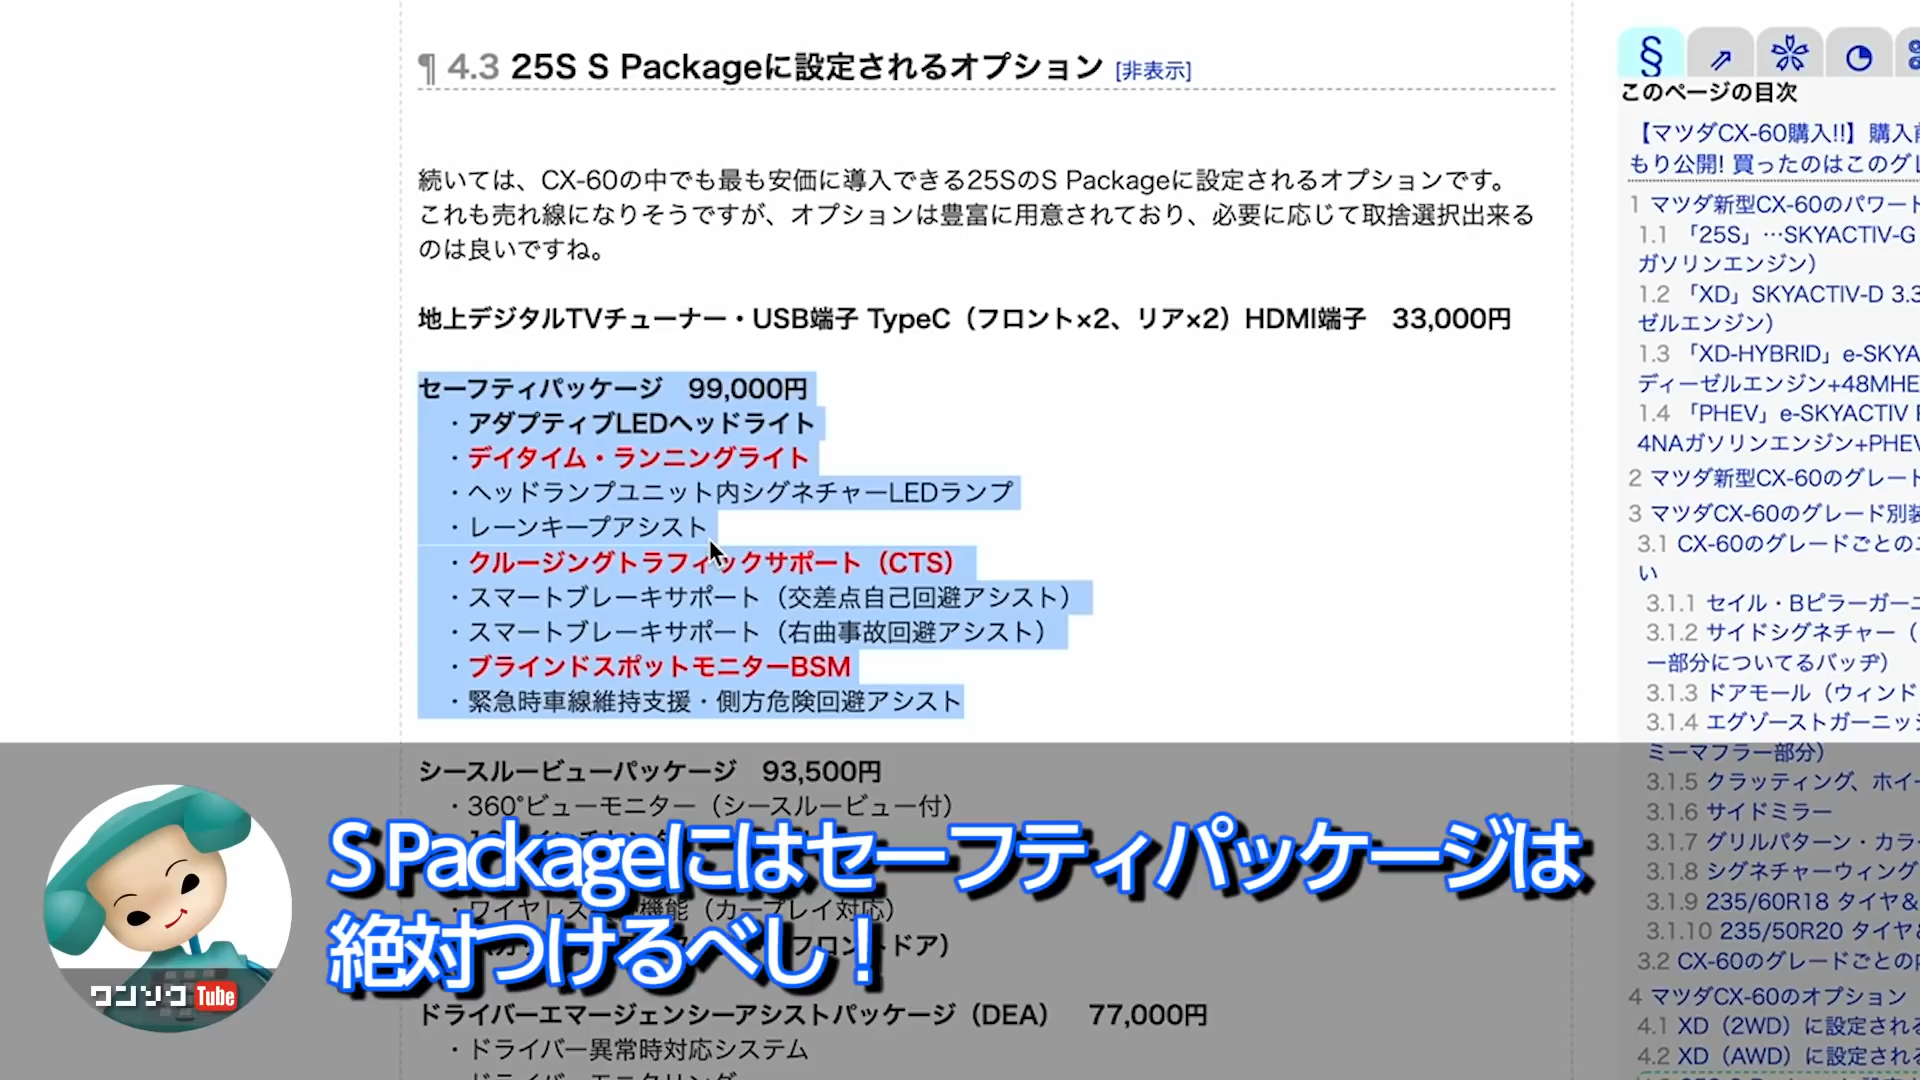 ¶ 4.3 25S S Packageに設定されるオプション [非表示]
続いては、CX-60の中でも最も安価に導入できる25SのS Packageに設定されるオプションです。
これも売れ線になりそうですが、オプションは豊富に用意されており、必要に応じて取捨選択出来る
のは良いですね。
地上デジタルTVチューナー・USB端子 TypeC（フロント×2、リア×2）HDMI端子　33,000円
セーフティパッケージ　99,000円
・アダプティブLEDヘッドライト
・デイタイム・ランニングライト
・ヘッドランプユニット内シグネチャーLEDランプ
・レーンキープアシスト
・クルージングトラフィックサポート（CTS）
・スマートブレーキサポート（交差点自己回避アシスト）
・スマートブレーキサポート（右曲事故回避アシスト）
・ブラインドスポットモニターBSM
・緊急時車線維持支援・側方危険回避アシスト
シースルービューパッケージ　93,500円
・360°ビューモニター（シースルービュー付）
機能（カープレイ対応）
フロントドア）
ドライバーエマージェンシーアシストパッケージ（DEA）　77,000円
・ドライバー異常時対応システム
S Packageにはセーフティパッケージは
絶対つけるべし！
ワンソクTube
§
このページの目次
【マツダCX-60購入!!】購入前
もり公開! 買ったのはこのグレ
1 マツダ新型CX-60のパワート
1.1 「25S」…SKYACTIV-G
ガソリンエンジン）
1.2 「XD」SKYACTIV-D 3.3
ゼルエンジン）
1.3 「XD-HYBRID」e-SKYA
ディーゼルエンジン+48MHE
1.4 「PHEV」e-SKYACTIV
4NAガソリンエンジン+PHEV
2 マツダ新型CX-60のグレード
3 マツダCX-60のグレード別装
3.1 CX-60のグレードごとの
い
3.1.1 セイル・Bピラーガーニ
3.1.2 サイドシグネチャー（
ー部分についてるバッヂ）
3.1.3 ドアモール（ウィンド
3.1.4 エグゾーストガーニッシ
ミーマフラー部分）
3.1.5 クラッティング、ホイー
3.1.6 サイドミラー
3.1.7 グリルパターン・カラー
3.1.8 シグネチャーウィング
3.1.9 235/60R18 タイヤ&
3.1.10 235/50R20 タイヤ
3.2 CX-60のグレードごとの
4 マツダCX-60のオプション
4.1 XD（2WD）に設定される
4.2 XD（AWD）に設定される